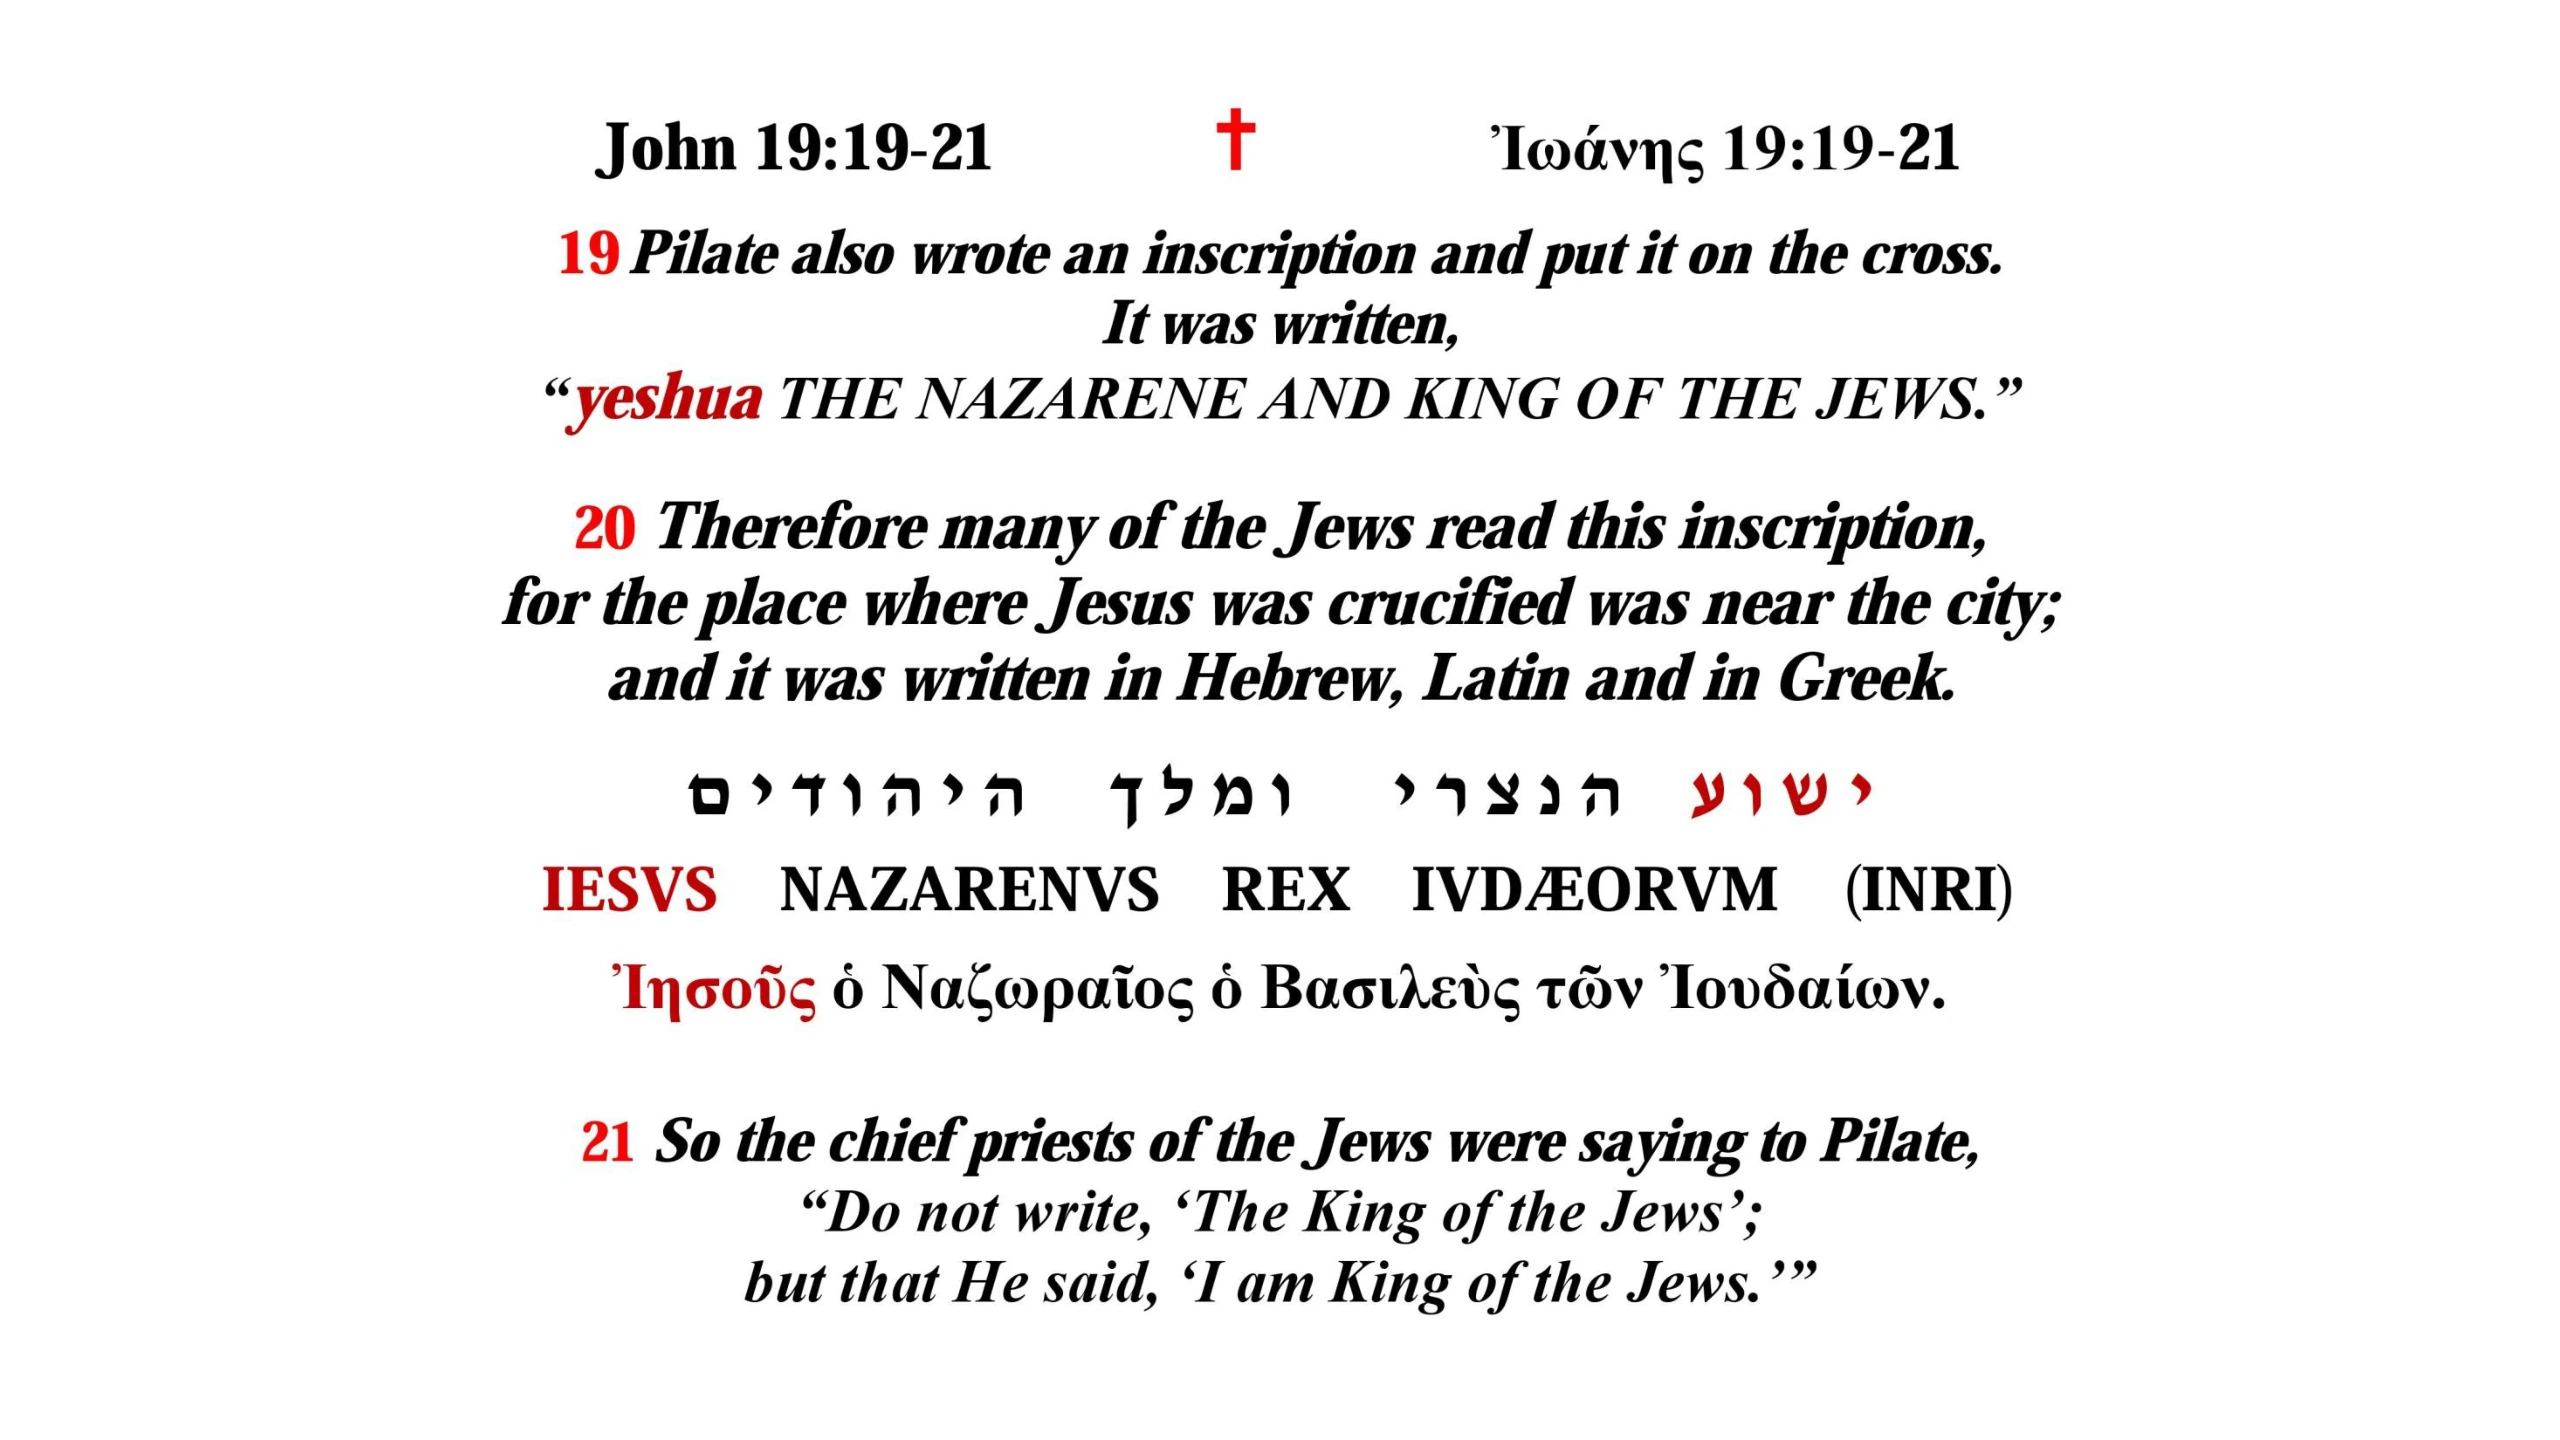 John 19:19-21 ✝ Ἰωάνης 19:19-21
19 Pilate also wrote an inscription and put it on the cross.
It was written,
“yeshua THE NAZARENE AND KING OF THE JEWS.”
20 Therefore many of the Jews read this inscription,
for the place where Jesus was crucified was near the city;
and it was written in Hebrew, Latin and in Greek.
ישוע הנצרי ומלך היהודים
IESVS NAZARENVS REX IVDÆORVM (INRI)
Ἰησοῦς ὁ Ναζωραῖος ὁ Βασιλεὺς τῶν Ἰουδαίων.
21 So the chief priests of the Jews were saying to Pilate,
“Do not write, ‘The King of the Jews’;
but that He said, ‘I am King of the Jews.’”